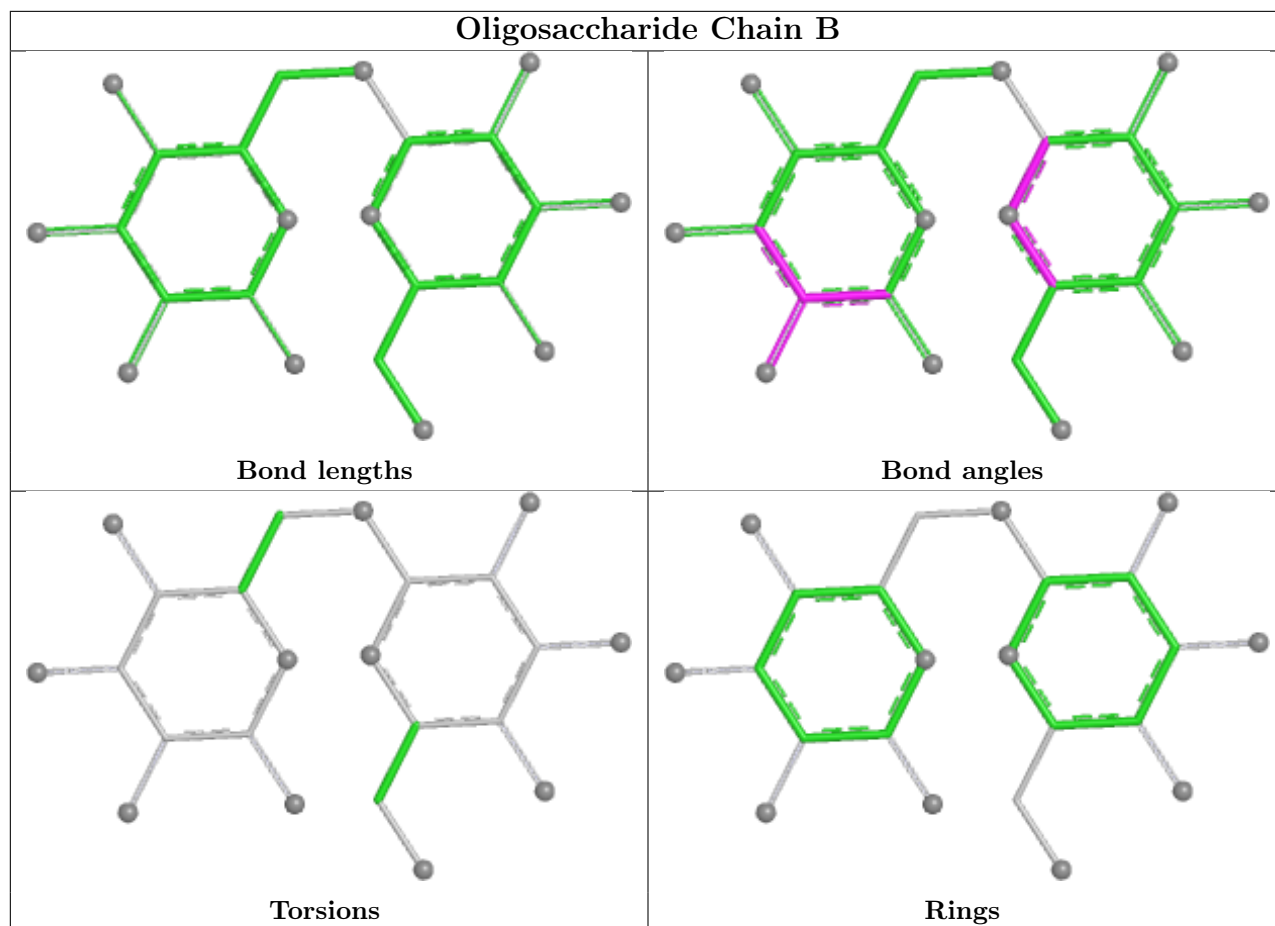 Oligosaccharide Chain B
Bond lengths
Bond angles
Torsions
Rings